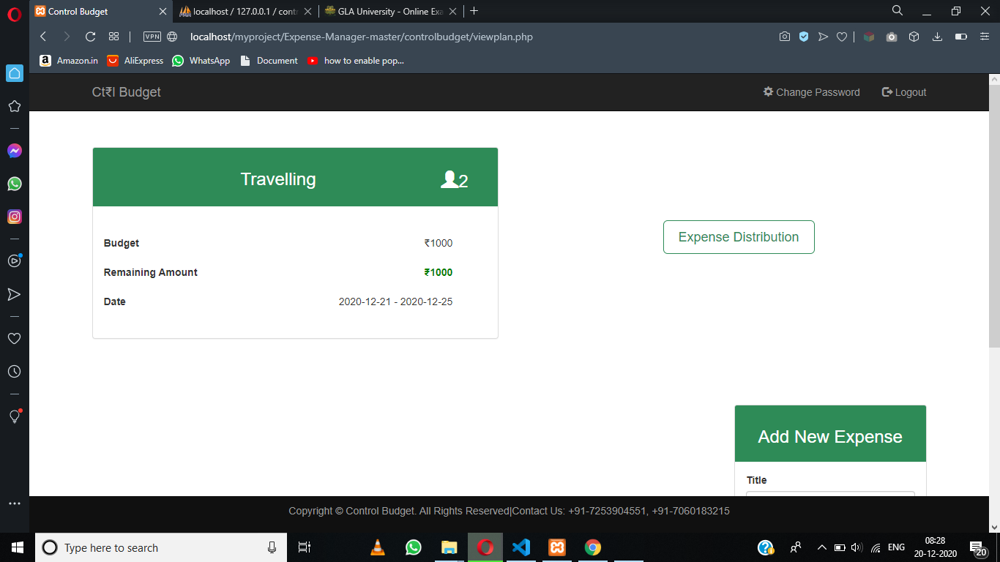 Control Budget
localhost / 127.0.0.1 / contr
GLA University - Online Exa
VPN
localhost/myproject/Expense-Manager-master/controlbudget/viewplan.php
Amazon.in
AliExpress
WhatsApp
Document
how to enable pop...
Ct₹l Budget
Change Password
Logout
Travelling
2
Budget
₹1000
Remaining Amount
₹1000
Date
2020-12-21 - 2020-12-25
Expense Distribution
Add New Expense
Title
Copyright © Control Budget. All Rights Reserved|Contact Us: +91-7253904551, +91-7060183215
Type here to search
ENG
08:28
20-12-2020
20